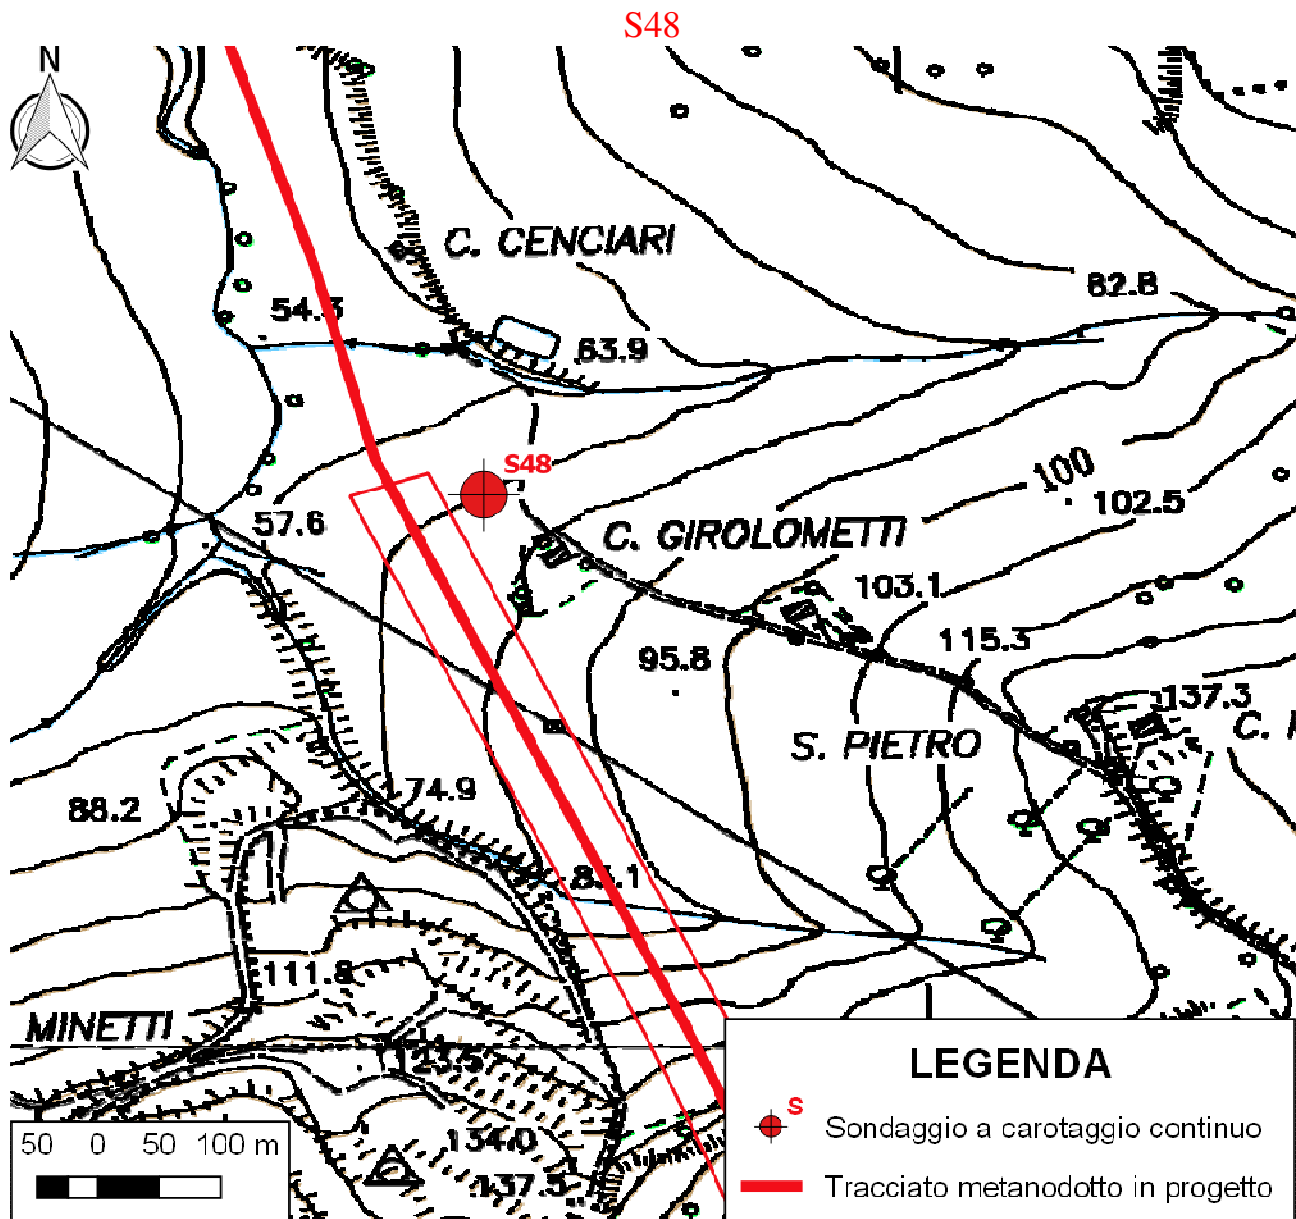 S48
N
C. CENCIARI
82.8
54.3
63.9
S48
100
102.5
57.6
C. GIROLOMETTI
103.1
115.3
95.8
137.3
S. PIETRO
C.
74.9
88.2
85.1
111.8
MINETTI
123.5
134.0
137.5
LEGENDA
S
Sondaggio a carotaggio continuo
Tracciato metanodotto in progetto
50 0 50 100 m